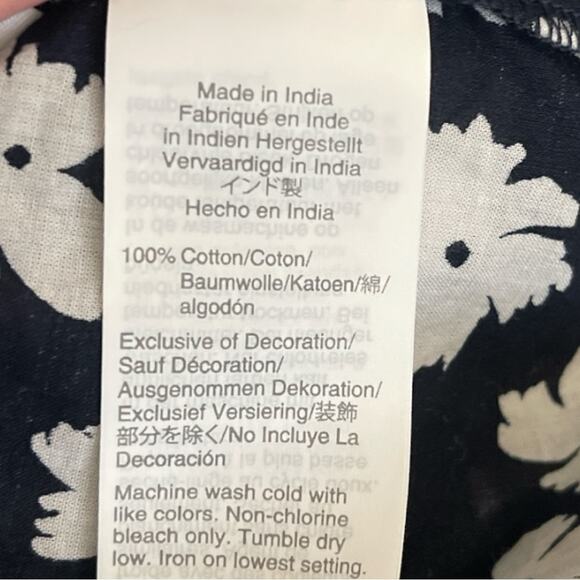 Made in India
Fabriqué en Inde
in Indien Hergestellt
Vervaardigd in India
インド製
Hecho en India
100% Cotton/Coton/
Baumwolle/Katoen/綿/
algodón
Exclusive of Decoration/
Sauf Décoration/
Ausgenommen Dekoration/
Exclusief Versiering/装飾
部分を除く/No Incluye La
Decoración
Machine wash cold with
like colors. Non-chlorine
bleach only. Tumble dry
low. Iron on lowest setting.